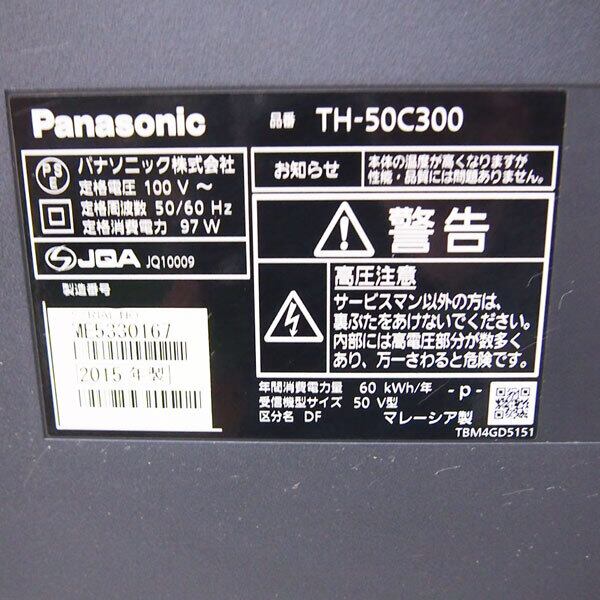 Panasonic
品番 TH-50C300
PS
E
パナソニック株式会社
定格電圧 100 V ～
定格周波数 50/60 Hz
定格消費電力 97 W
JQA JQ10009
製造番号
2015年製
お知らせ
本体の温度が高くなりますが
性能・品質には問題ありません。
警告
高圧注意
サービスマン以外の方は、
裏ぶたをあけないでください。
内部には高電圧部分が数多く
あり、万一さわると危険です。
年間消費電力量 60 kWh/年 -p-
受信機型サイズ 50 V型
区分名 DF マレーシア製
TBM4GD5151